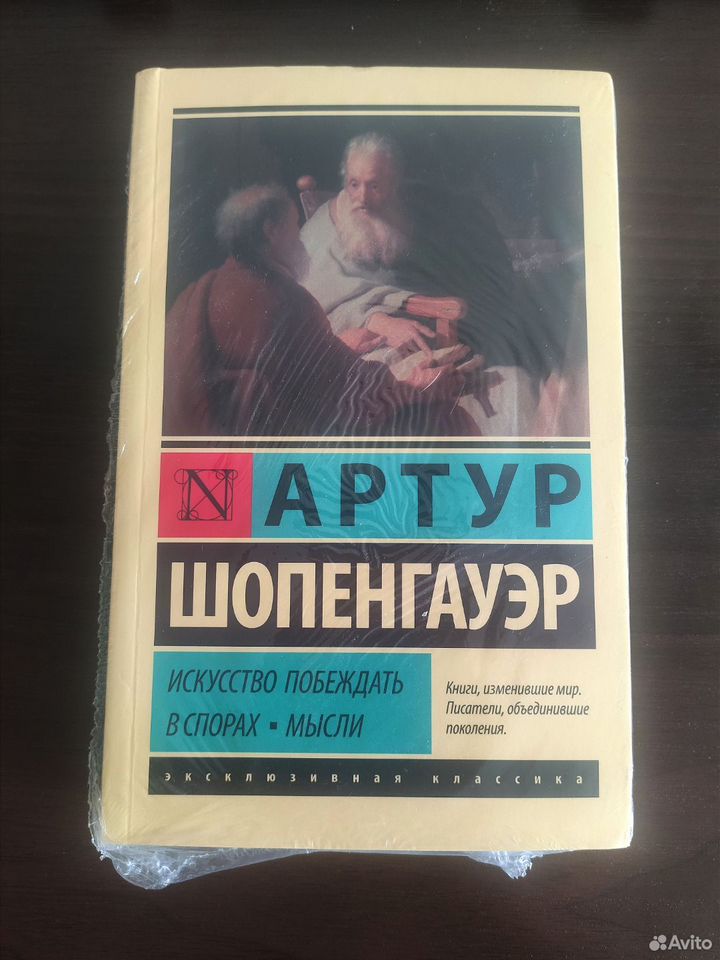 N АРТУР
ШОПЕНГАУЭР
ИСКУССТВО ПОБЕЖДАТЬ
В СПОРАХ ▪ МЫСЛИ
Книги, изменившие мир.
Писатели, объединившие
поколения.
ЭКСКЛЮЗИВНАЯ КЛАССИКА
Avito